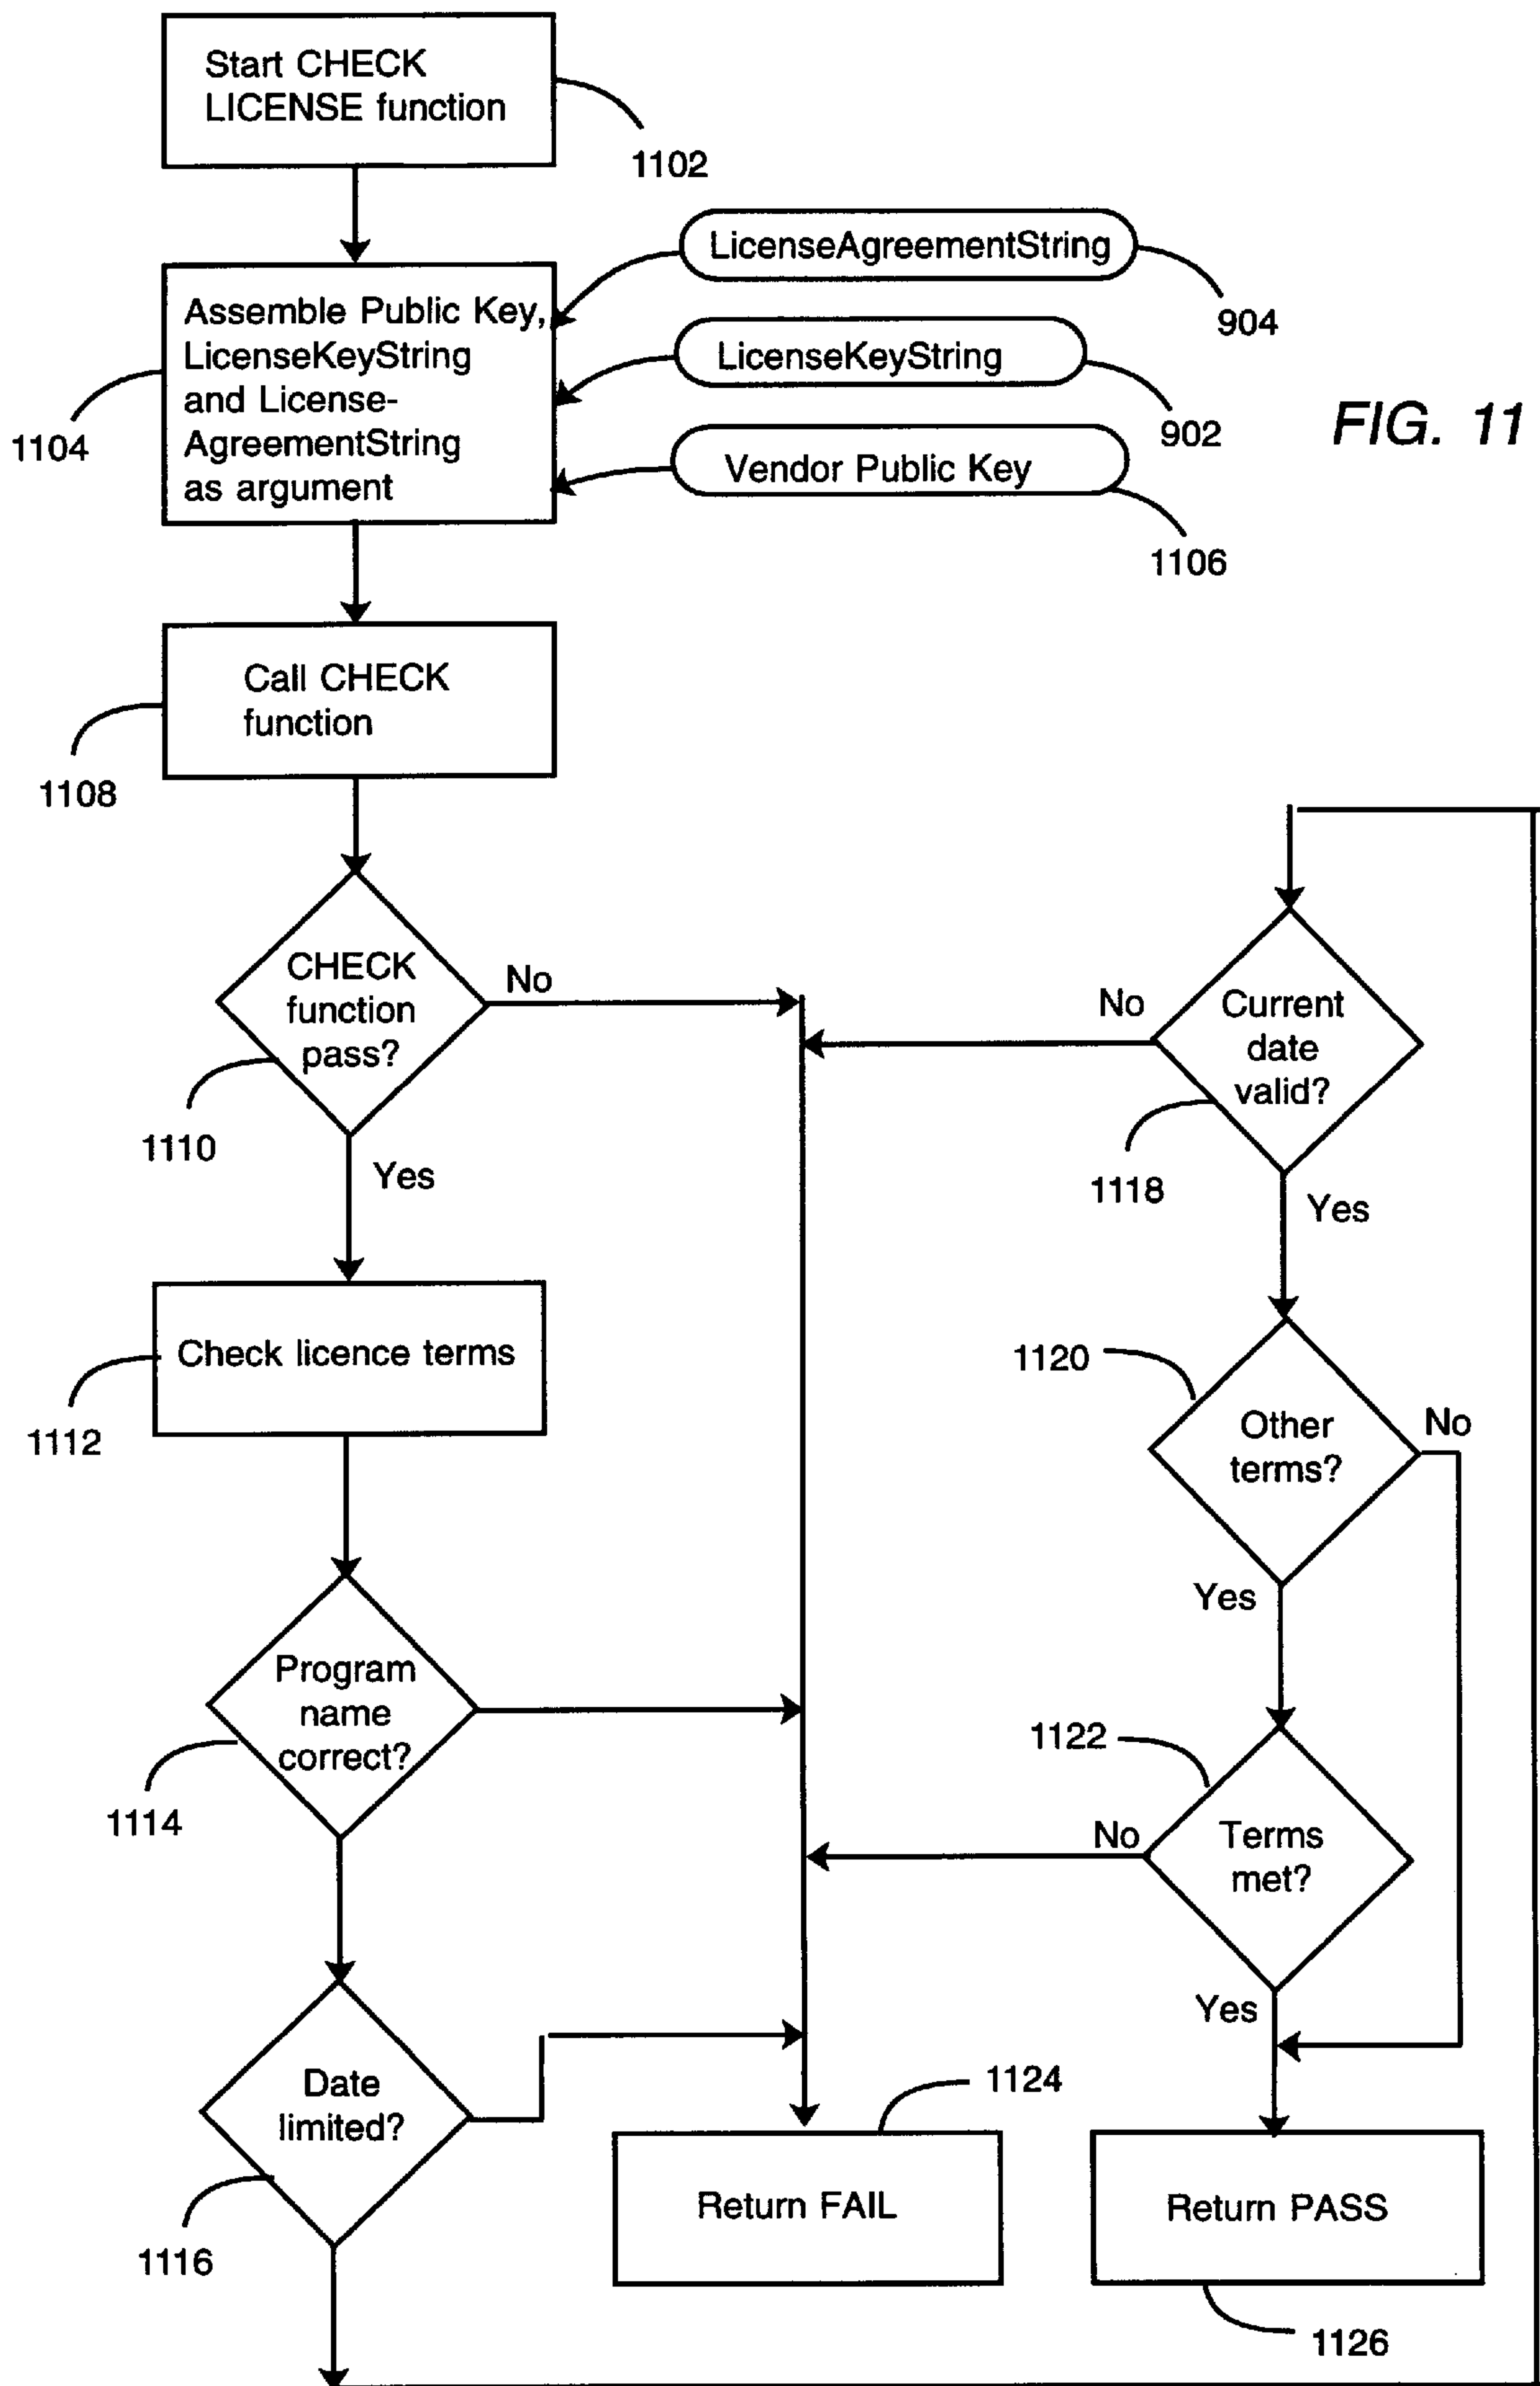 Start CHECK
LICENSE function
1102
LicenseAgreementString
904
Assemble Public Key,
LicenseKeyString
and License-
AgreementString
as argument
1104
LicenseKeyString
902
FIG. 11
Vendor Public Key
1106
Call CHECK
function
1108
CHECK
function
pass?
No
1110
Yes
No
Current
date
valid?
1118
Yes
Check licence terms
1112
1120
Other
terms?
No
Yes
Program
name
correct?
1114
1122
No
Terms
met?
Yes
Date
limited?
1116
1124
Return FAIL
Return PASS
1126